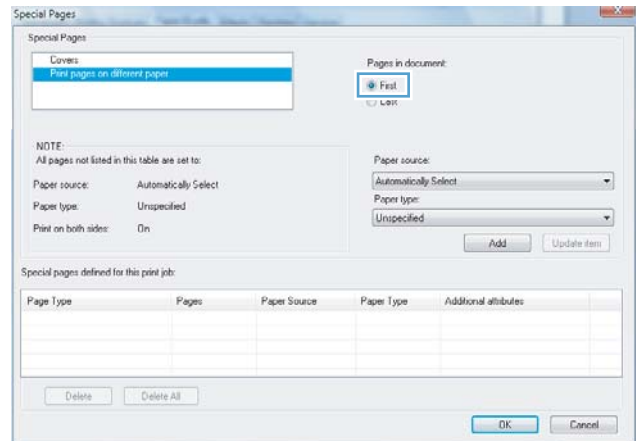 Special Pages
Special Pages
Covers
Print pages on different paper
Pages in document:
First
Last
NOTE:
All pages not listed in this table are set to:
Paper source: Automatically Select
Paper type: Unspecified
Print on both sides: On
Paper source:
Automatically Select
Paper type:
Unspecified
Add Update item
Special pages defined for this print job:
Page Type Pages Paper Source Paper Type Additional attributes
Delete Delete All
OK Cancel